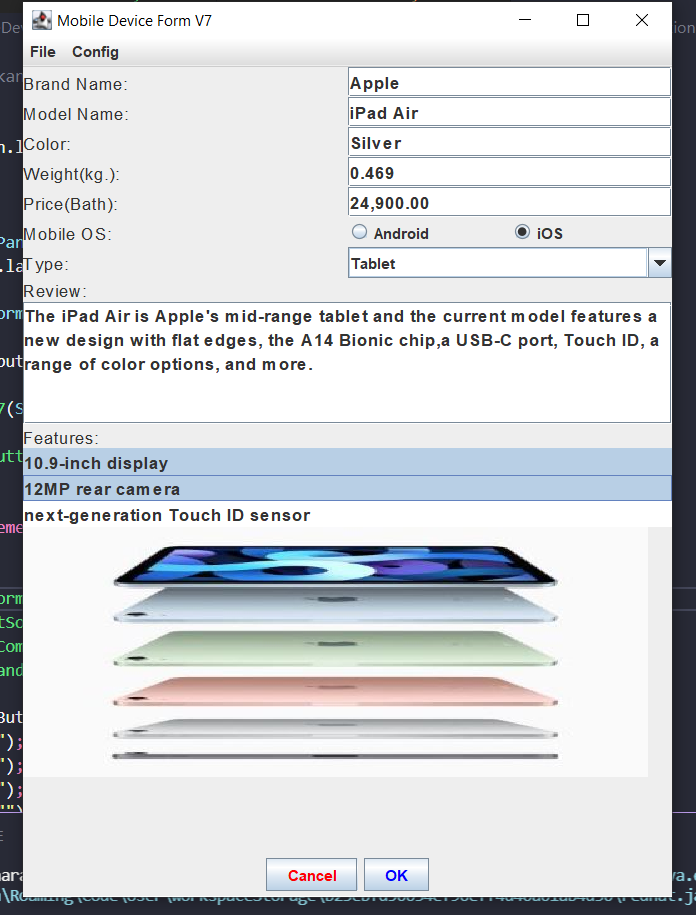 Mobile Device Form V7
File Config
Brand Name: Apple
Model Name: iPad Air
Color: Silver
Weight(kg.): 0.469
Price(Bath): 24,900.00
Mobile OS: Android iOS
Type: Tablet
Review:
The iPad Air is Apple's mid-range tablet and the current model features a
new design with flat edges, the A14 Bionic chip,a USB-C port, Touch ID, a
range of color options, and more.
Features:
10.9-inch display
12MP rear camera
next-generation Touch ID sensor
Cancel OK